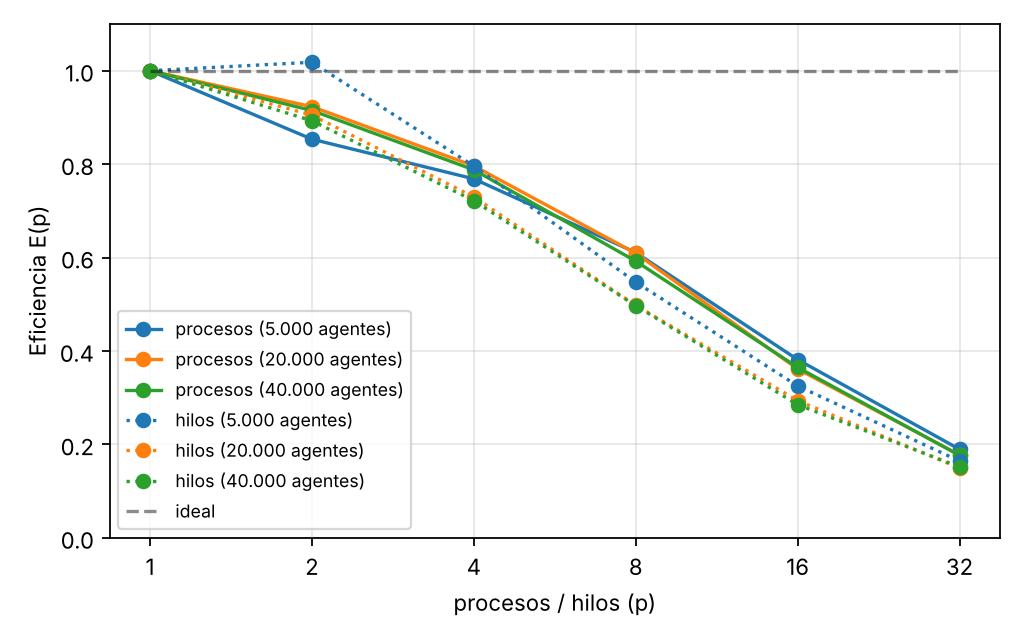 1.0
0.8
0.6
0.4
0.2
0.0
Eficiencia E(p)
procesos (5.000 agentes)
procesos (20.000 agentes)
procesos (40.000 agentes)
hilos (5.000 agentes)
hilos (20.000 agentes)
hilos (40.000 agentes)
ideal
1 2 4 8 16 32
procesos / hilos (p)